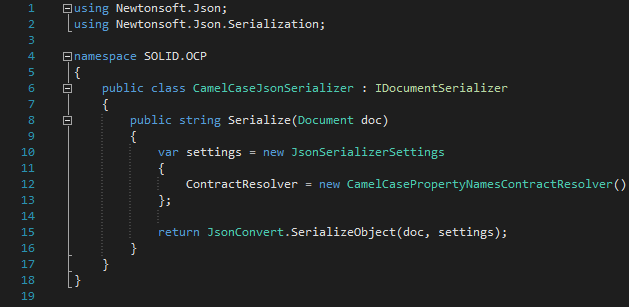 1 using Newtonsoft.Json;
2 using Newtonsoft.Json.Serialization;
3
4 namespace SOLID.OCP
5 {
6 public class CamelCaseJsonSerializer : IDocumentSerializer
7 {
8 public string Serialize(Document doc)
9 {
10 var settings = new JsonSerializerSettings
11 {
12 ContractResolver = new CamelCasePropertyNamesContractResolver()
13 };
14
15 return JsonConvert.SerializeObject(doc, settings);
16 }
17 }
18 }
19